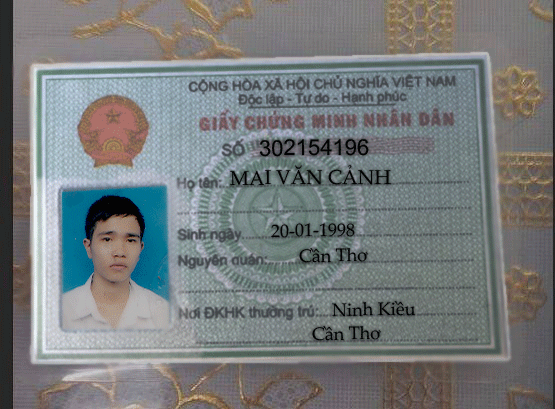 CỘNG HÒA XÃ HỘI CHỦ NGHĨA VIỆT NAM
Độc lập - Tự do - Hạnh phúc
GIẤY CHỨNG MINH NHÂN DÂN
SỐ 302154196
Họ tên: MAI VĂN CẢNH
Sinh ngày 20-01-1998
Nguyên quán: Cần Thơ
Nơi ĐKHK thường trú: Ninh Kiều
Cần Thơ